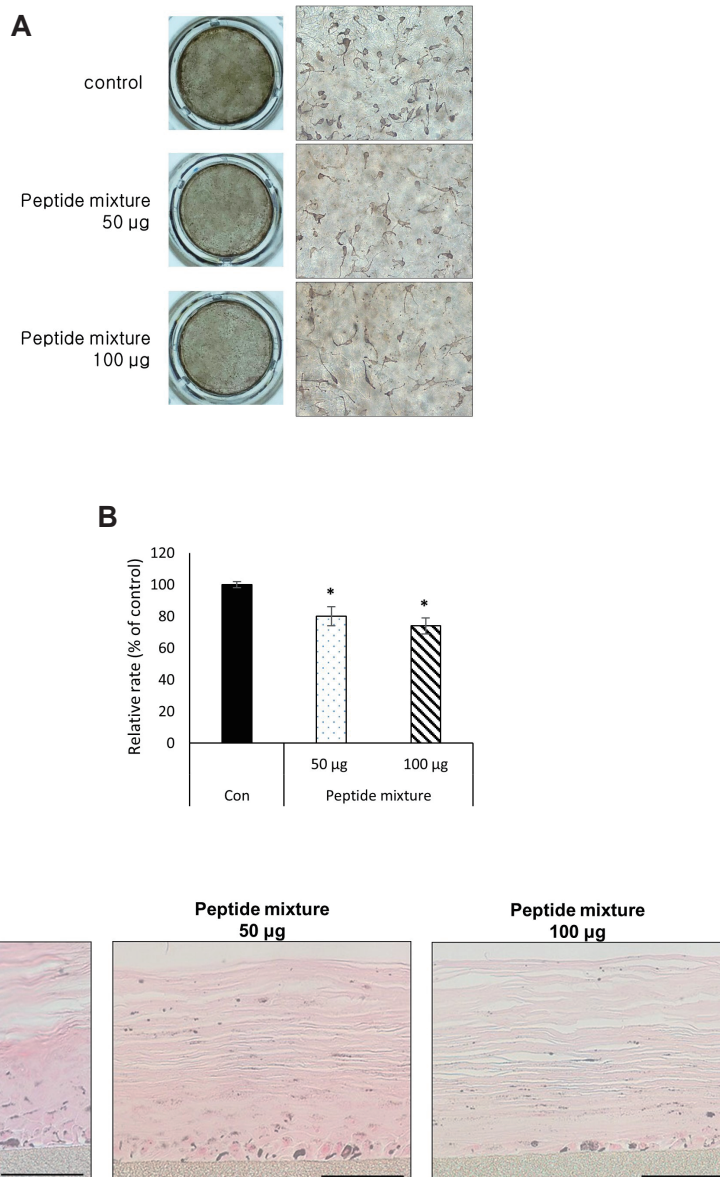 A
control
Peptide mixture
50 µg
Peptide mixture
100 µg
B
Relative rate (% of control)
120
100
80
60
40
20
0
*
*
50 µg
100 µg
Con
Peptide mixture
Peptide mixture
50 µg
Peptide mixture
100 µg